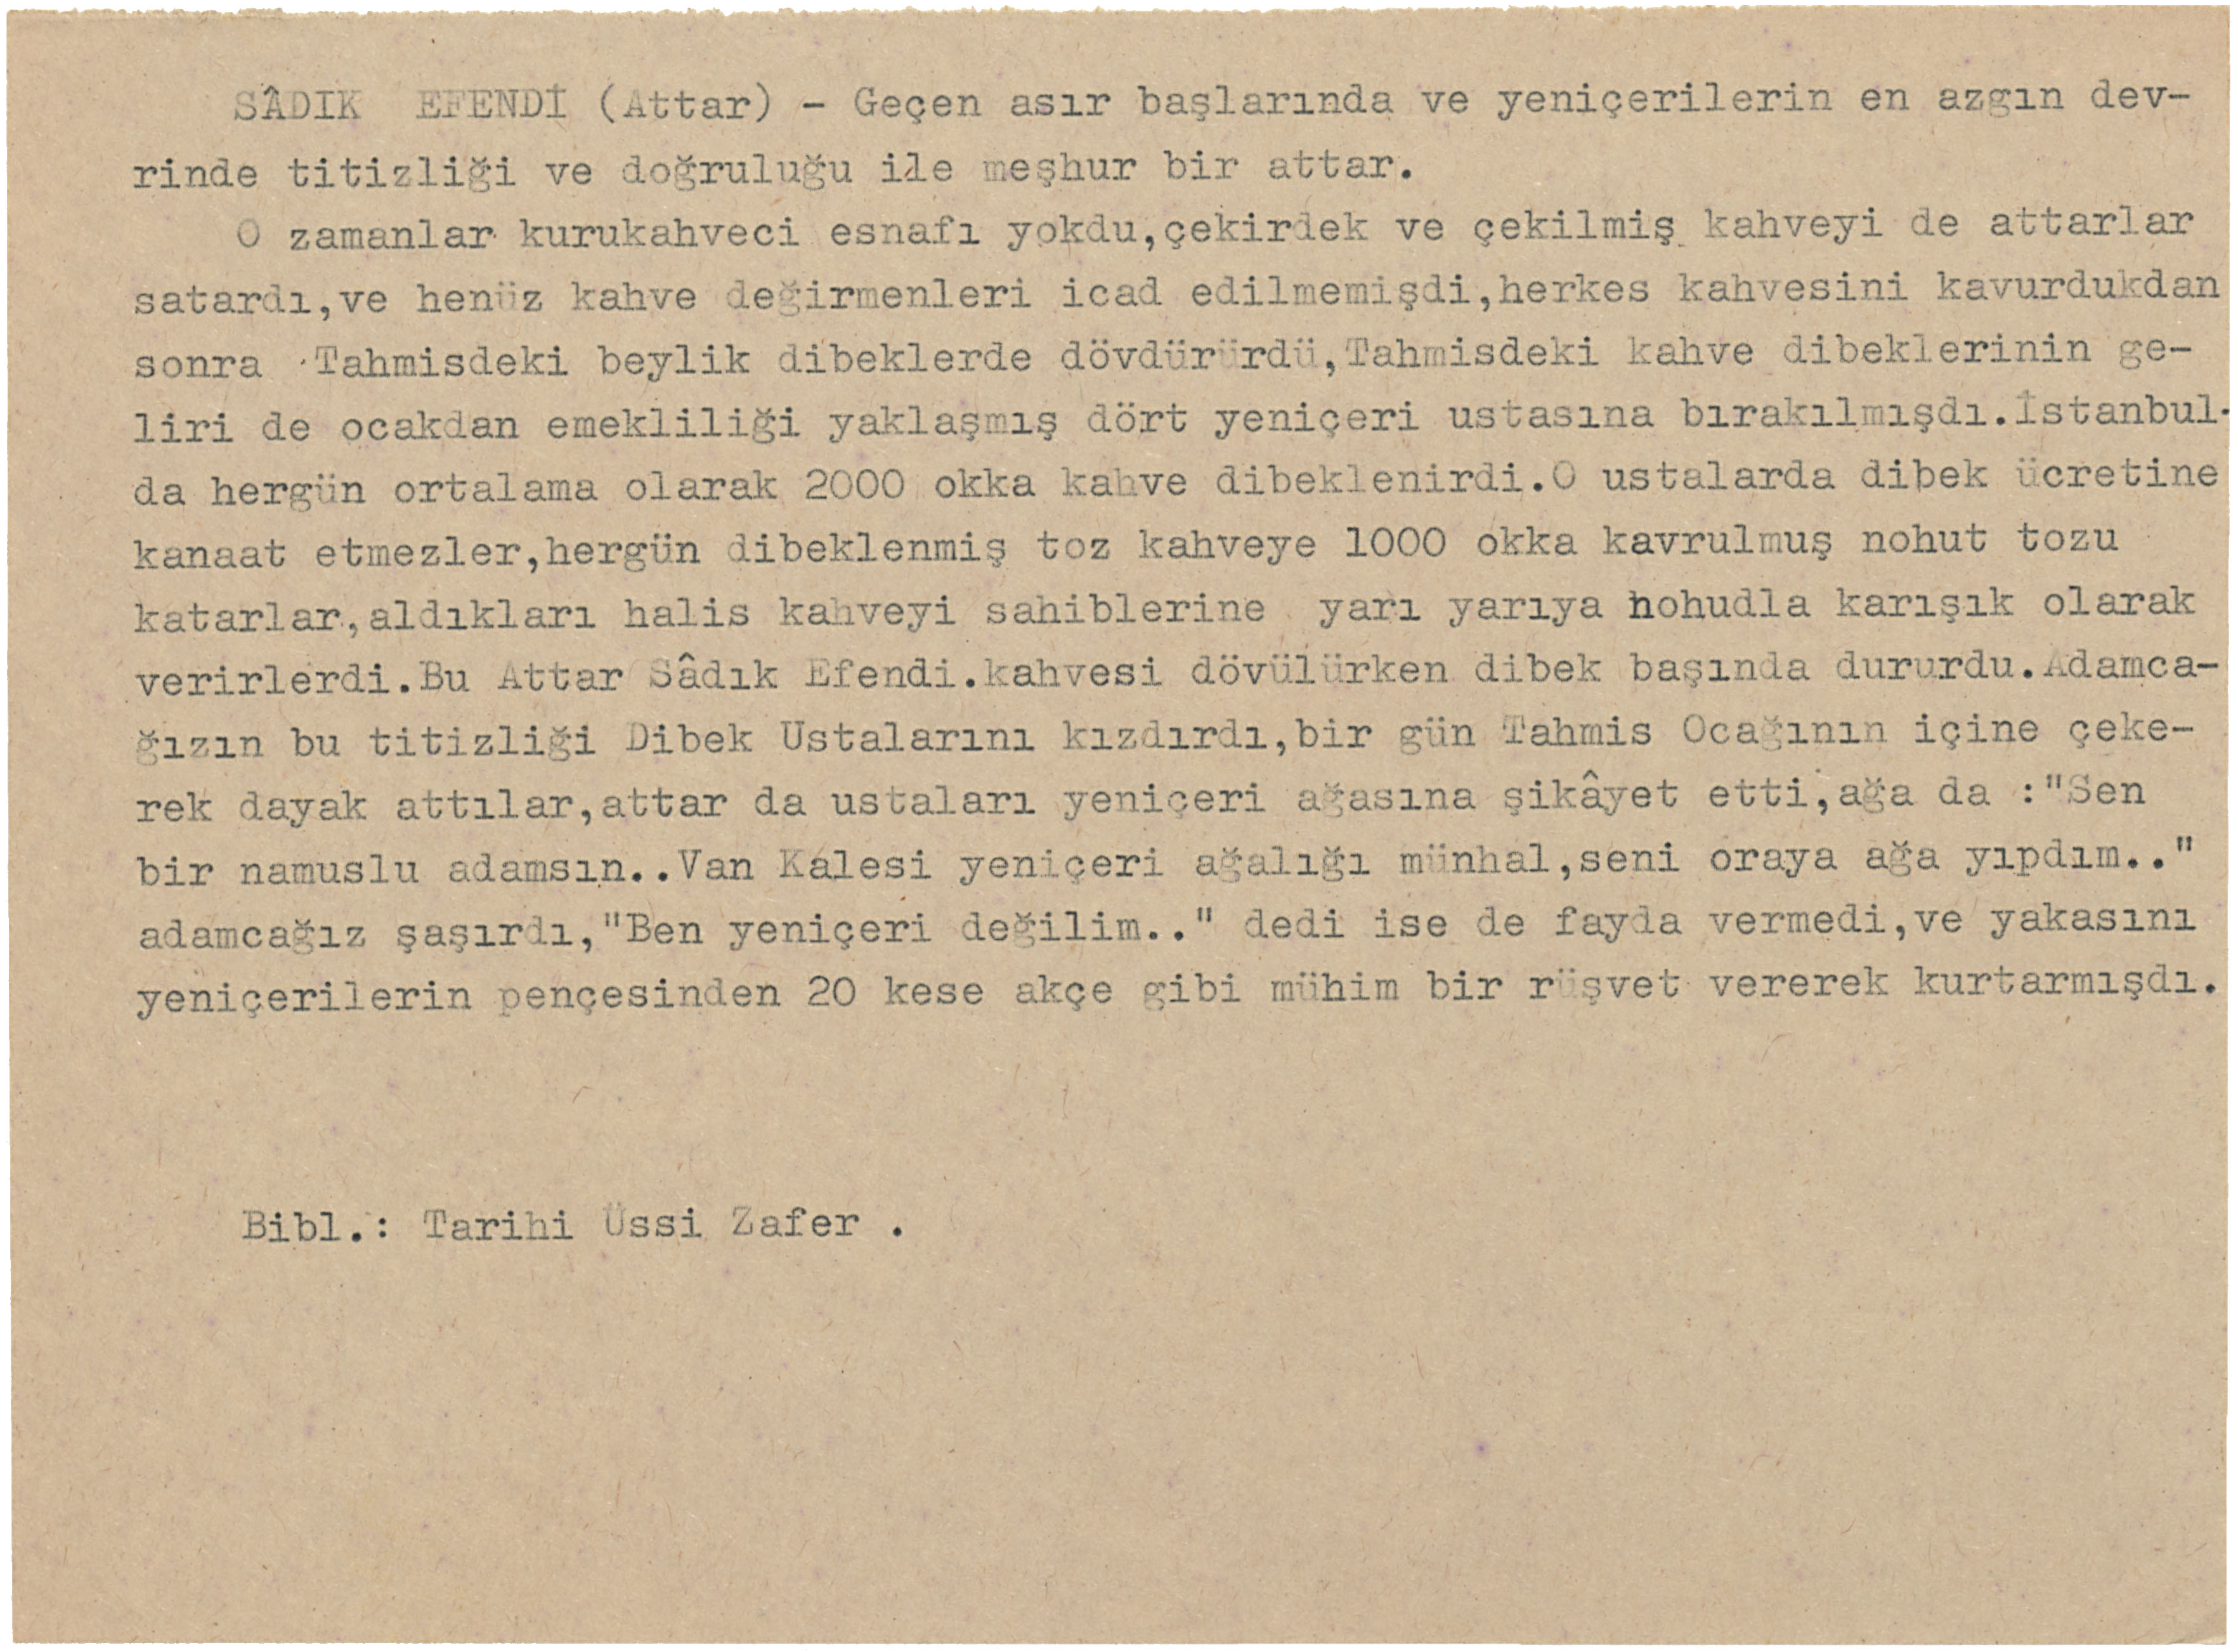 SÂDIK EFENDİ (Attar) - Geçen asır başlarında ve yeniçerilerin en azgın dev-
rinde titizliği ve doğruluğu ile meşhur bir attar.
O zamanlar kurukahveci esnafı yokdu,çekirdek ve çekilmiş kahveyi de attarlar
satardı,ve henüz kahve değirmenleri icad edilmemişdi,herkes kahvesini kavurdukdan
sonra Tahmisdeki beylik dibeklerde dövdürürdü,Tahmisdeki kahve dibeklerinin ge-
liri de ocakdan emekliliği yaklaşmış dört yeniçeri ustasına bırakılmışdı.İstanbul-
da hergün ortalama olarak 2000 okka kahve dibeklenirdi.O ustalarda dibek ücretine
kanaat etmezler,hergün dibeklenmiş toz kahveye 1000 okka kavrulmuş nohut tozu
katarlar,aldıkları halis kahveyi sahiblerine yarı yarıya nohudla karışık olarak
verirlerdi.Bu Attar Sâdık Efendi.kahvesi dövülürken dibek başında dururdu.Adamca-
ğızın bu titizliği Dibek Ustalarını kızdırdı,bir gün Tahmis Ocağının içine çeke-
rek dayak attılar,attar da ustaları yeniçeri ağasına şikâyet etti,ağa da :"Sen
bir namuslu adamsın..Van Kalesi yeniçeri ağalığı münhal,seni oraya ağa yıpdım.."
adamcağız şaşırdı,"Ben yeniçeri değilim.." dedi ise de fayda vermedi,ve yakasını
yeniçerilerin pençesinden 20 kese akçe gibi mühim bir rüşvet vererek kurtarmışdı.
Bibl.: Tarihi Üssi Zafer .